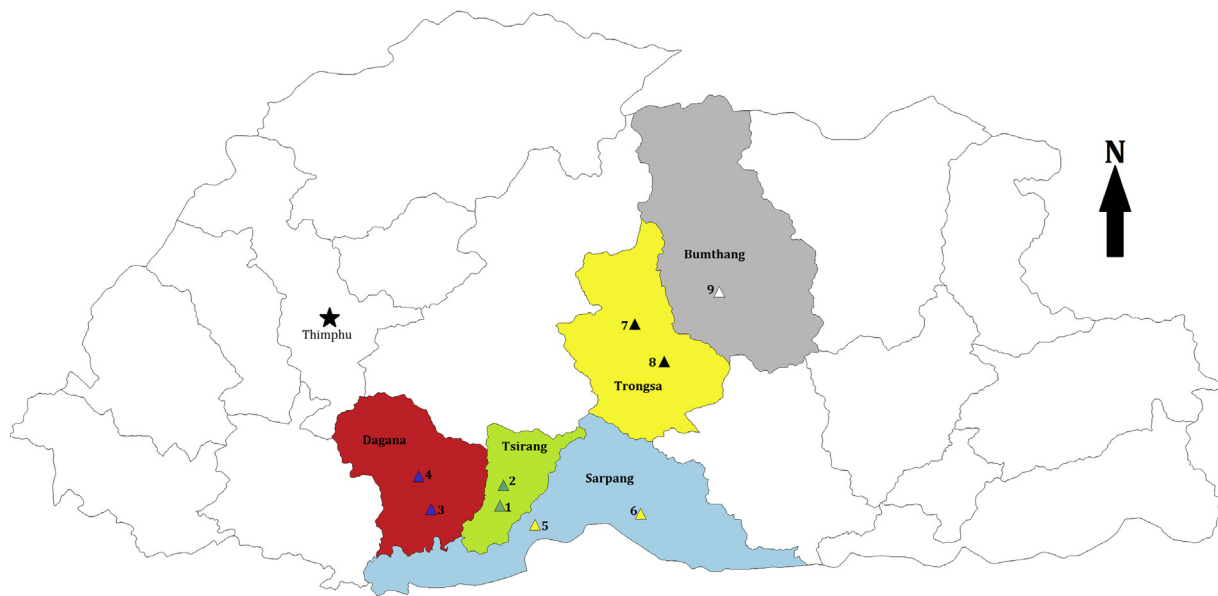 N
Bumthang
9
7
Thimphu
8
Trongsa
Dagana
Tsirang
4
2
Sarpang
3
1
6
5